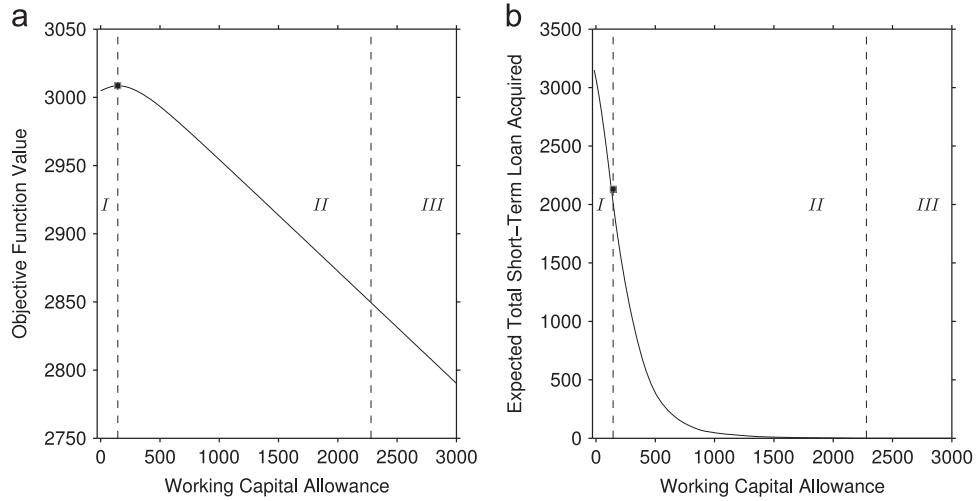 a
3050
3000
2950
2900
2850
2800
2750
Objective Function Value
I
II
III
0 500 1000 1500 2000 2500 3000
Working Capital Allowance
b
3500
3000
2500
2000
1500
1000
500
0
Expected Total Short-Term Loan Acquired
I
II
III
0 500 1000 1500 2000 2500 3000
Working Capital Allowance